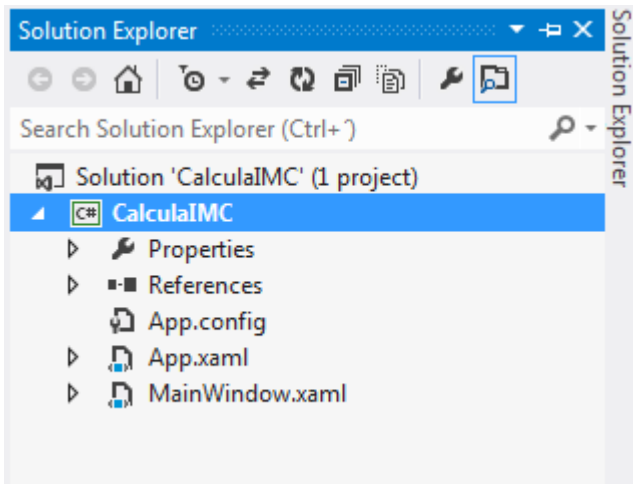 Solution Explorer
Search Solution Explorer (Ctrl+´)
Solution 'CalculaIMC' (1 project)
C# CalculaIMC
Properties
References
App.config
App.xaml
MainWindow.xaml
Solution Explorer